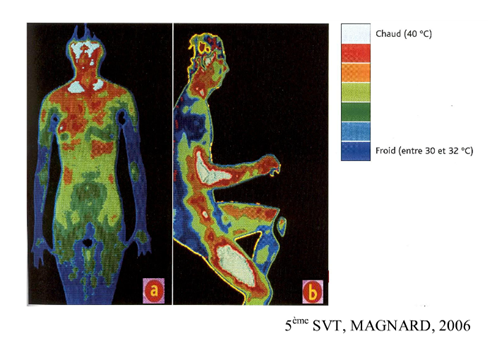 Chaud (40 °C)
Froid (entre 30 et 32 °C)
a
b
5ème SVT, MAGNARD, 2006